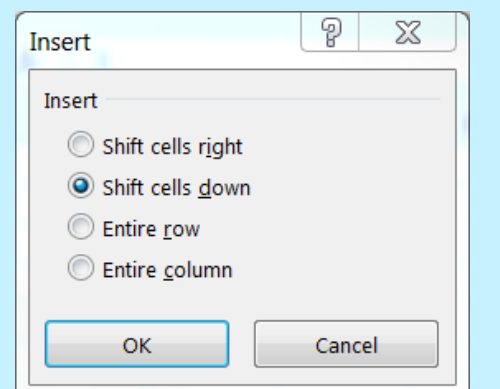 Insert
Insert
Shift cells right
Shift cells down
Entire row
Entire column
OK
Cancel